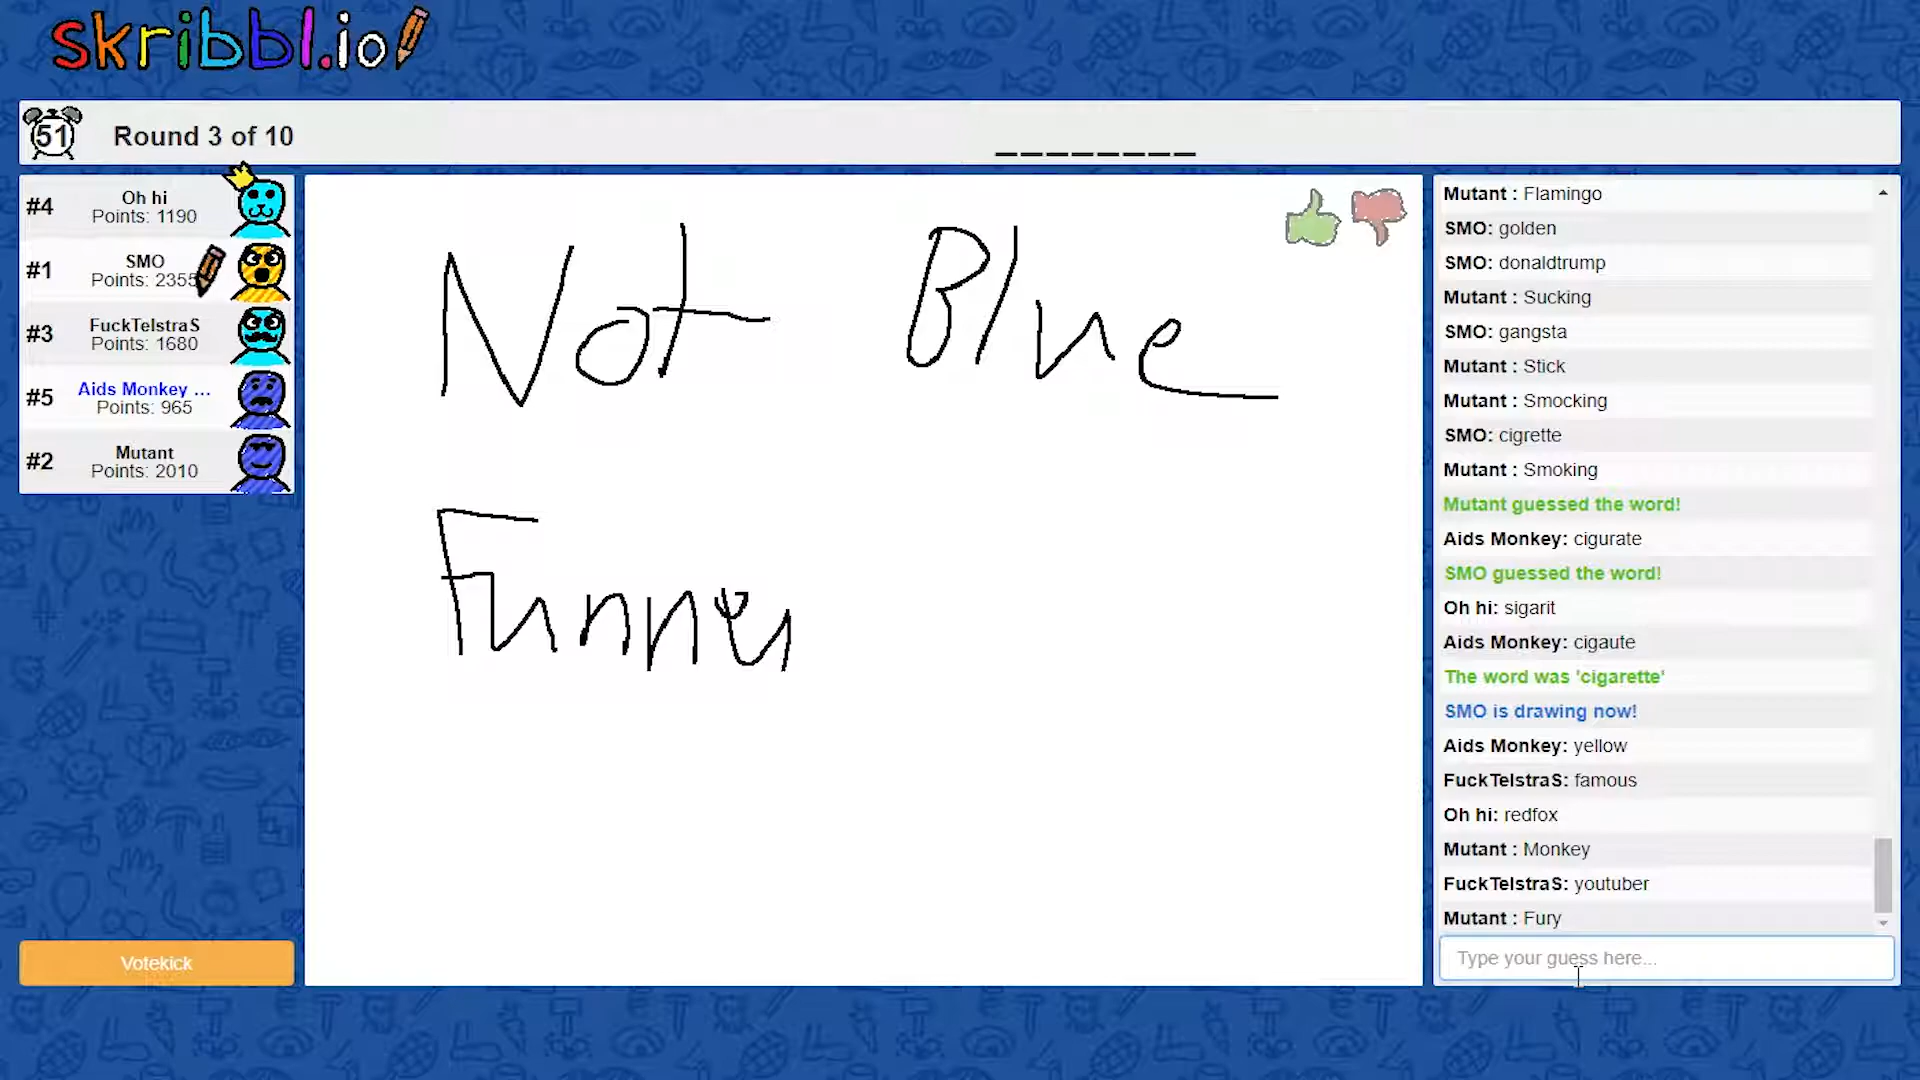 skribbl.io
51
Round 3 of 10
________
#4
Oh hi
Points: 1190
#1
SMO
Points: 2355
#3
FuckTelstraS
Points: 1680
#5
Aids Monkey ...
Points: 965
#2
Mutant
Points: 2010
Votekick
Not Blue
Funner
Mutant : Flamingo
SMO: golden
SMO: donaldtrump
Mutant : Sucking
SMO: gangsta
Mutant : Stick
Mutant : Smocking
SMO: cigrette
Mutant : Smoking
Mutant guessed the word!
Aids Monkey: cigurate
SMO guessed the word!
Oh hi: sigarit
Aids Monkey: cigaute
The word was 'cigarette'
SMO is drawing now!
Aids Monkey: yellow
FuckTelstraS: famous
Oh hi: redfox
Mutant : Monkey
FuckTelstraS: youtuber
Mutant : Fury
Type your guess here...